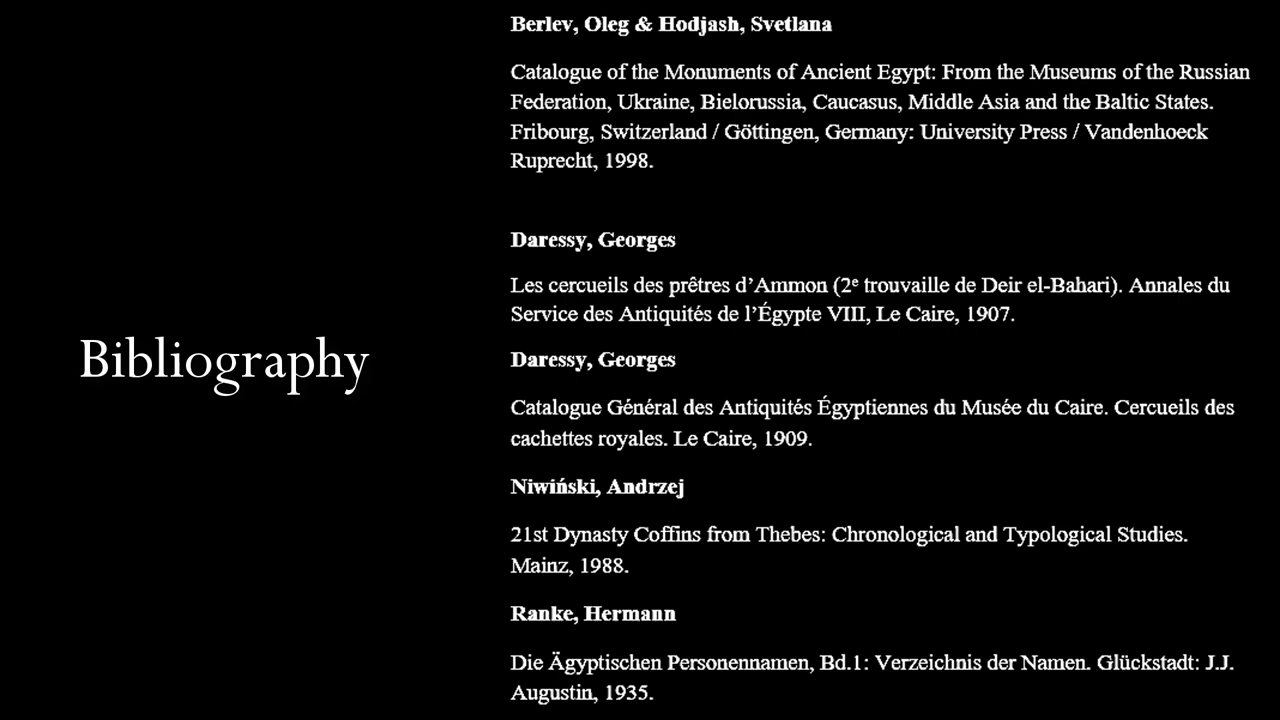 Bibliography
Berlev, Oleg & Hodjash, Svetlana
Catalogue of the Monuments of Ancient Egypt: From the Museums of the Russian
Federation, Ukraine, Bielorussia, Caucasus, Middle Asia and the Baltic States.
Fribourg, Switzerland / Göttingen, Germany: University Press / Vandenhoeck
Ruprecht, 1998.
Daressy, Georges
Les cercueils des prêtres d’Ammon (2ᵉ trouvaille de Deir el-Bahari). Annales du
Service des Antiquités de l’Égypte VIII, Le Caire, 1907.
Daressy, Georges
Catalogue Général des Antiquités Égyptiennes du Musée du Caire. Cercueils des
cachettes royales. Le Caire, 1909.
Niwiński, Andrzej
21st Dynasty Coffins from Thebes: Chronological and Typological Studies.
Mainz, 1988.
Ranke, Hermann
Die Ägyptischen Personennamen, Bd.1: Verzeichnis der Namen. Glückstadt: J.J.
Augustin, 1935.